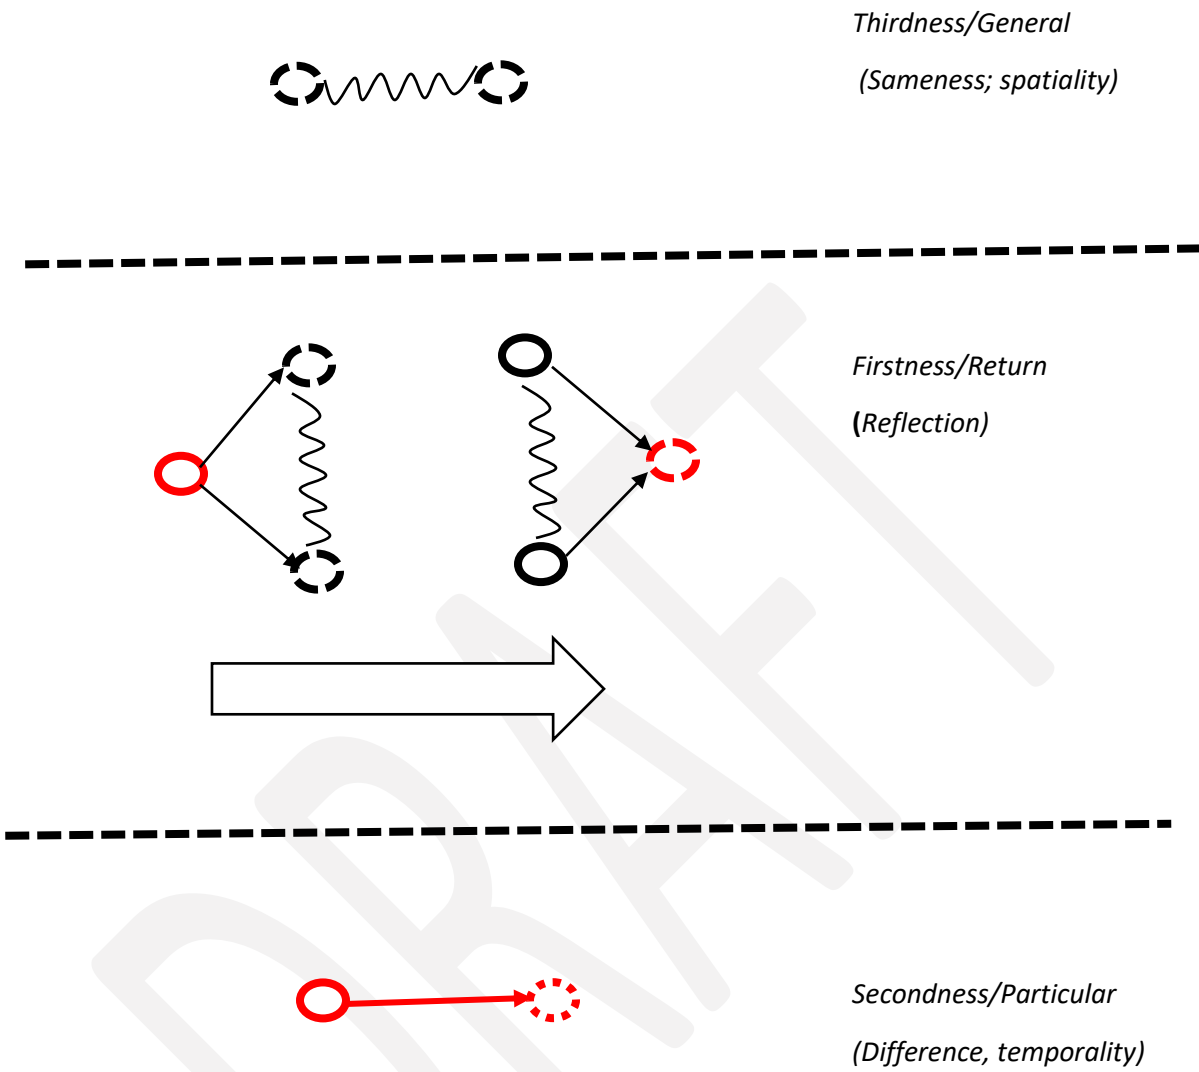 Thirdness/General
(Sameness; spatiality)
Firstness/Return
(Reflection)
Secondness/Particular
(Difference, temporality)
DRAFT